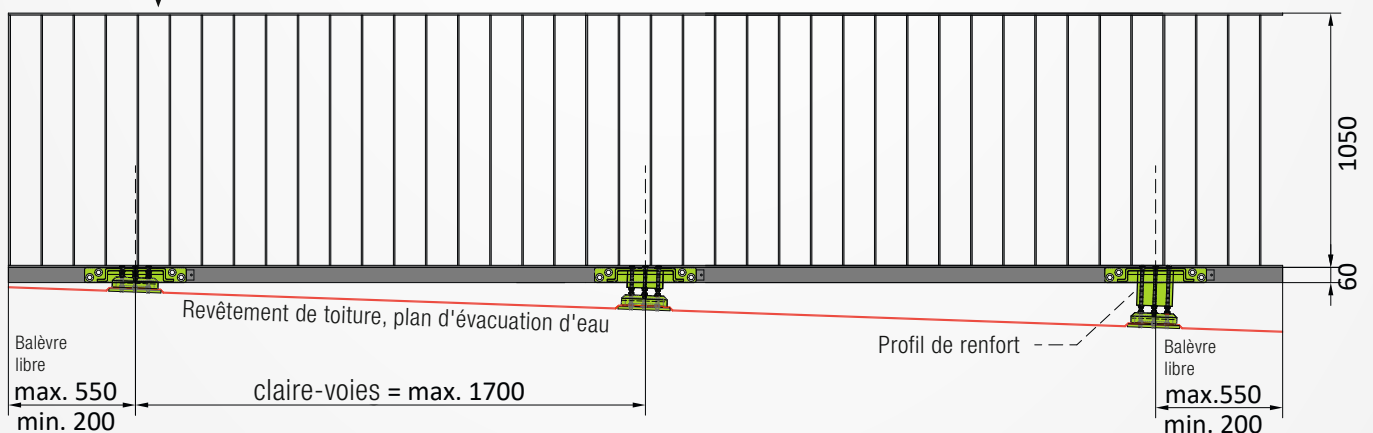 1050
60
Revêtement de toiture, plan d'évacuation d'eau
Profil de renfort
Balèvre
libre
max. 550
min. 200
claire-voies = max. 1700
Balèvre
libre
max.550
min. 200